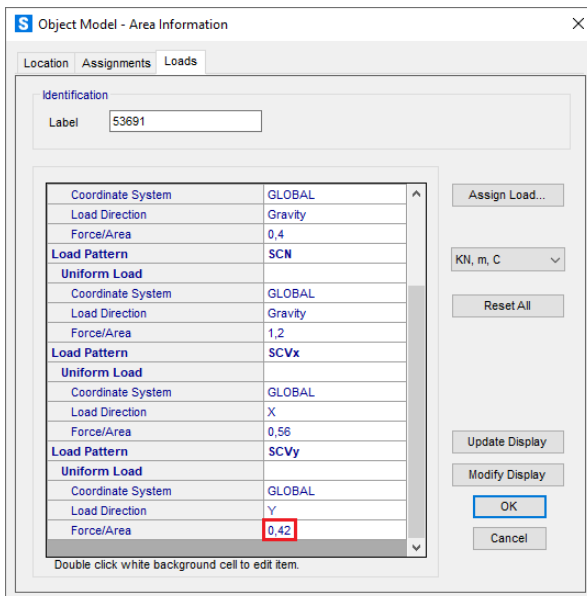 S Object Model - Area Information
Location Assignments Loads
Identification
Label 53691
Coordinate System GLOBAL
Load Direction Gravity
Force/Area 0,4
Load Pattern SCN
Uniform Load
Coordinate System GLOBAL
Load Direction Gravity
Force/Area 1,2
Load Pattern SCVx
Uniform Load
Coordinate System GLOBAL
Load Direction X
Force/Area 0,56
Load Pattern SCVy
Uniform Load
Coordinate System GLOBAL
Load Direction Y
Force/Area 0,42
Double click white background cell to edit item.
Assign Load...
KN, m, C
Reset All
Update Display
Modify Display
OK
Cancel